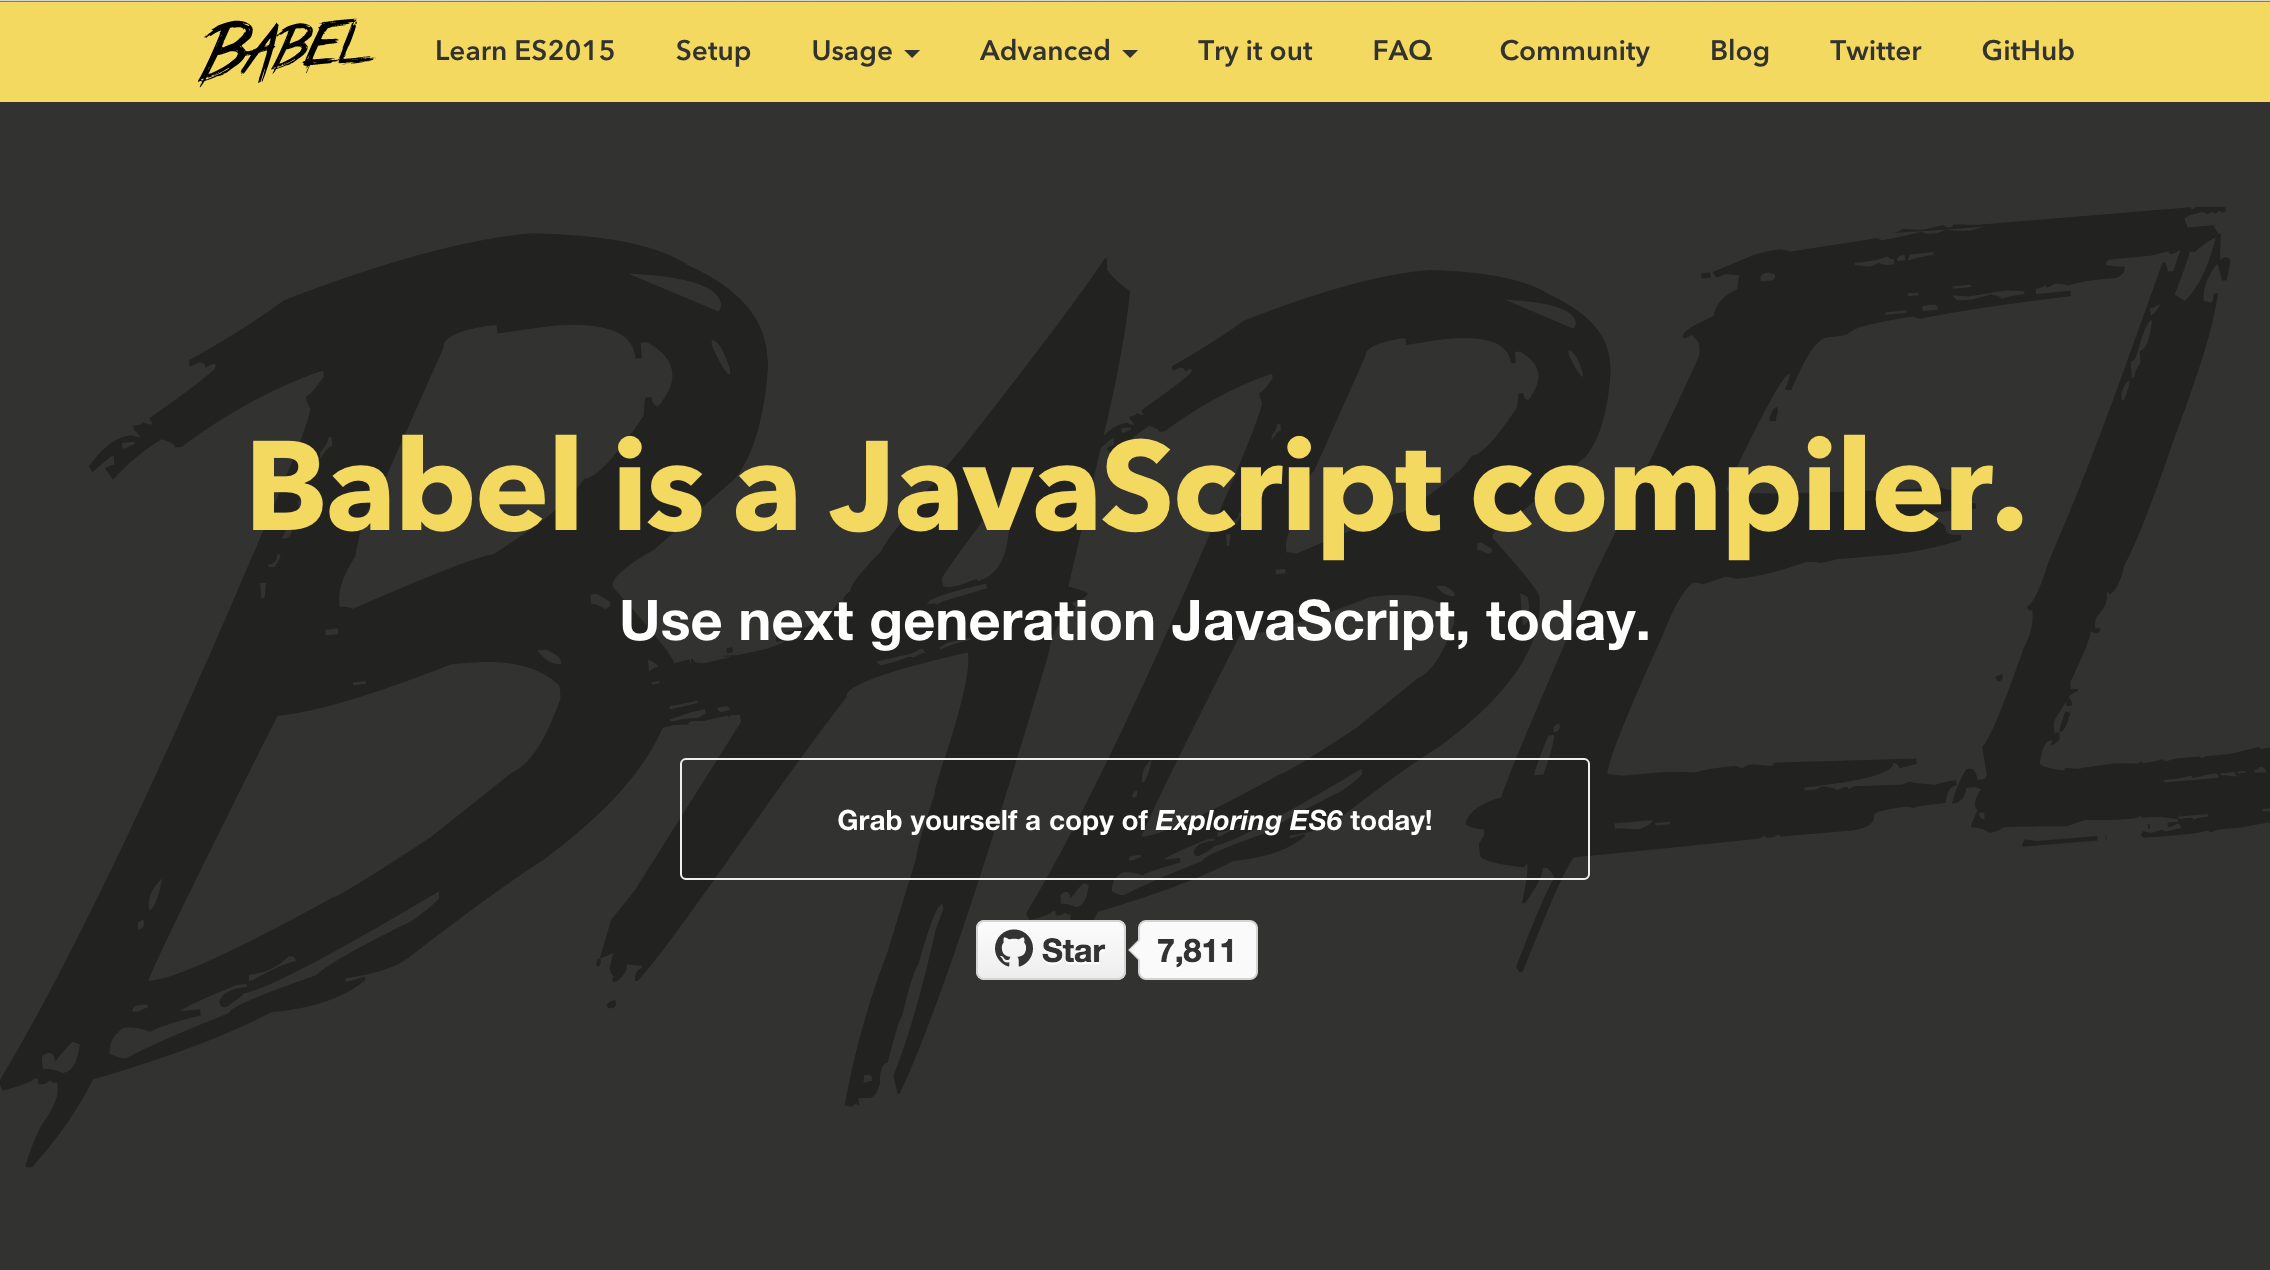 BABEL Learn ES2015 Setup Usage Advanced Try it out FAQ Community Blog Twitter GitHub
BABEL
Babel is a JavaScript compiler.
Use next generation JavaScript, today.
Grab yourself a copy of Exploring ES6 today!
Star 7,811